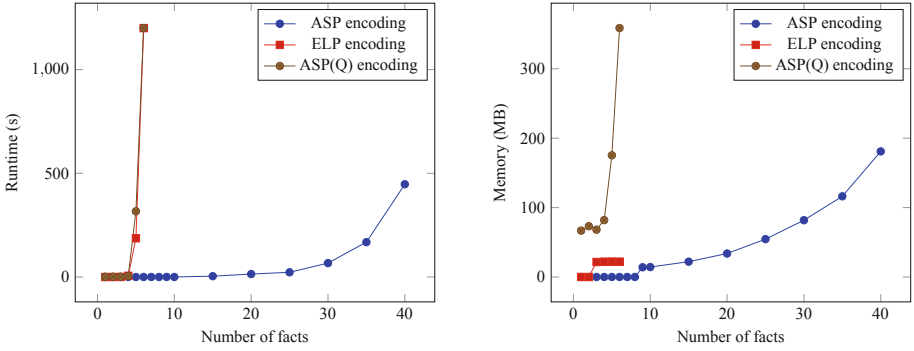 ASP encoding
ELP encoding
ASP(Q) encoding
1,000
500
0
Runtime (s)
0 10 20 30 40
Number of facts
ASP encoding
ELP encoding
ASP(Q) encoding
300
200
100
0
Memory (MB)
0 10 20 30 40
Number of facts